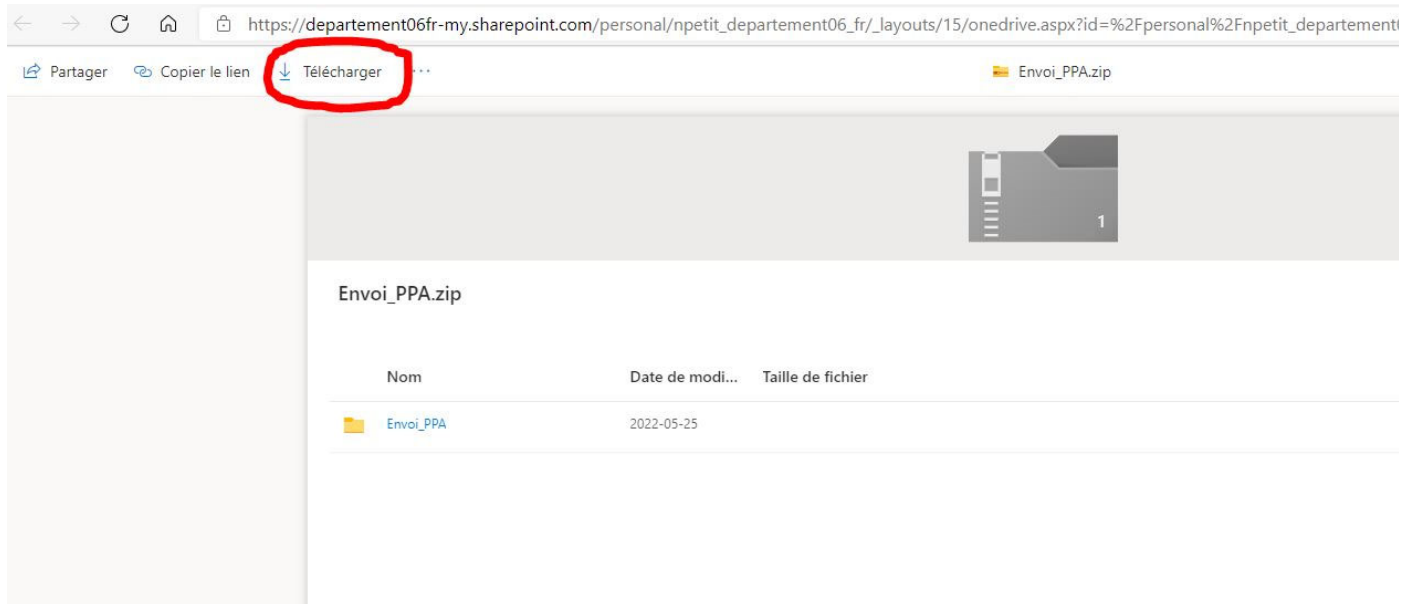 https://departement06fr-my.sharepoint.com/personal/npetit_departement06_fr/_layouts/15/onedrive.aspx?id=%2Fpersonal%2Fnpetit_departement
Partager Copier le lien Télécharger ... Envoi_PPA.zip
1
Envoi_PPA.zip
Nom Date de modi... Taille de fichier
Envoi_PPA 2022-05-25